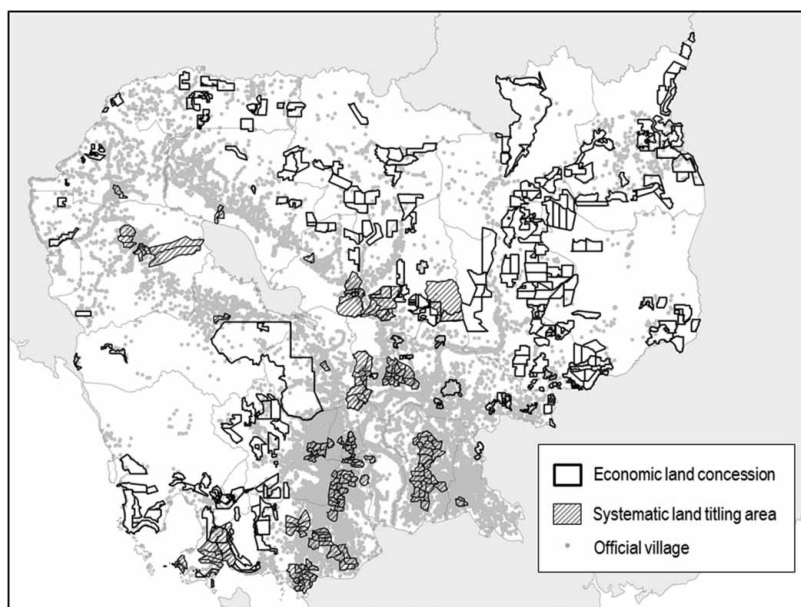 Economic land concession
Systematic land titling area
Official village